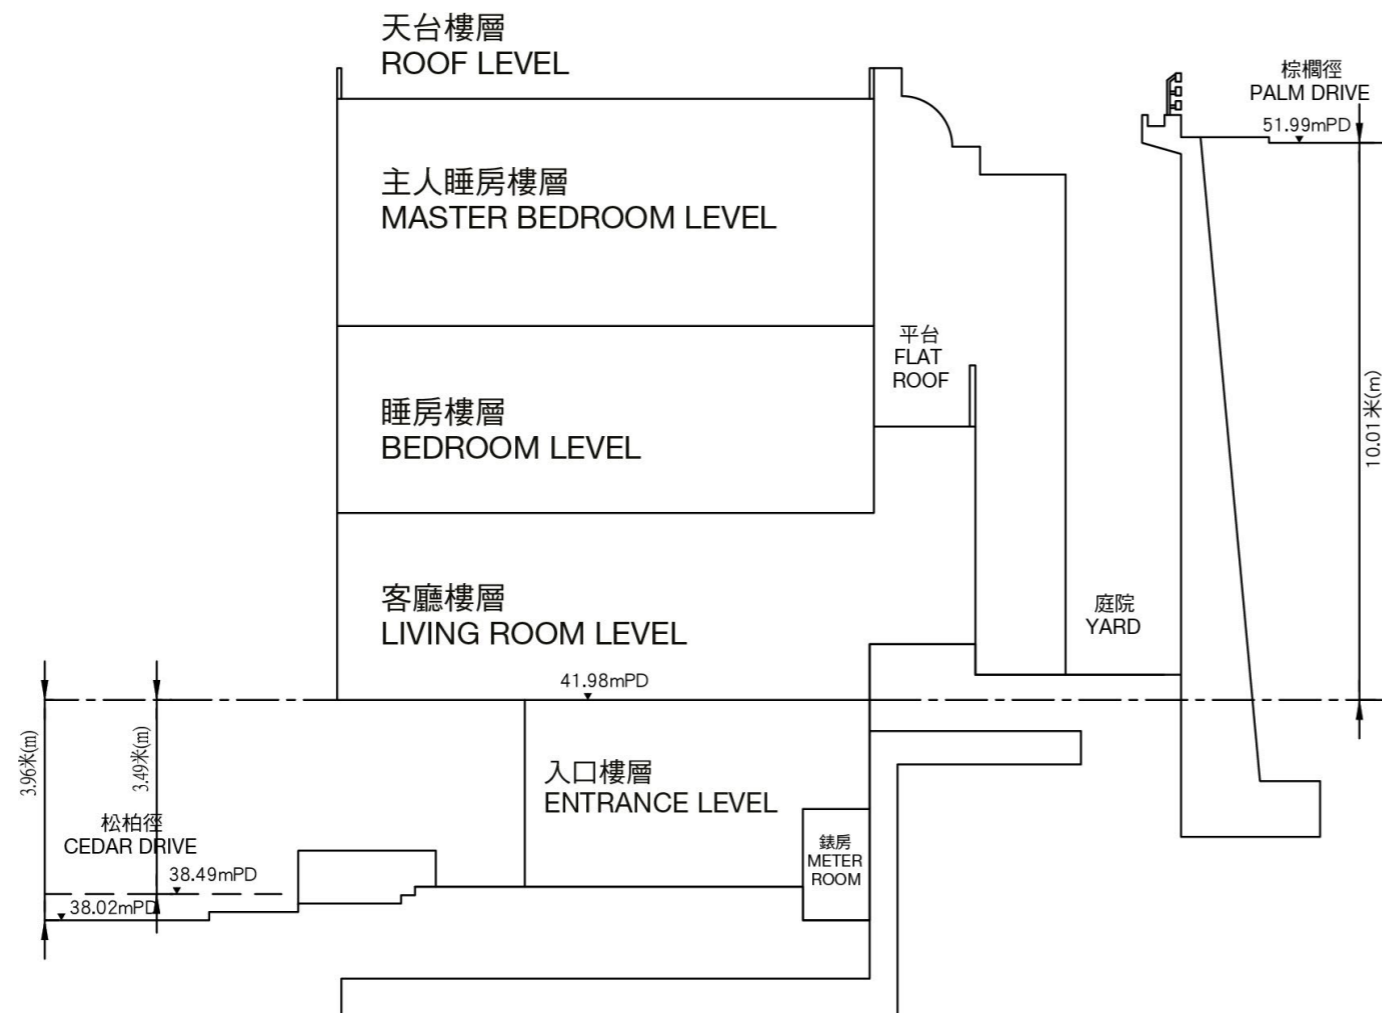 天台樓層
ROOF LEVEL
棕櫚徑
PALM DRIVE
51.99mPD
主人睡房樓層
MASTER BEDROOM LEVEL
平台
FLAT
ROOF
10.01米(m)
睡房樓層
BEDROOM LEVEL
客廳樓層
LIVING ROOM LEVEL
庭院
YARD
41.98mPD
3.96米(m)
3.49米(m)
入口樓層
ENTRANCE LEVEL
松柏徑
CEDAR DRIVE
錶房
METER
ROOM
38.49mPD
38.02mPD